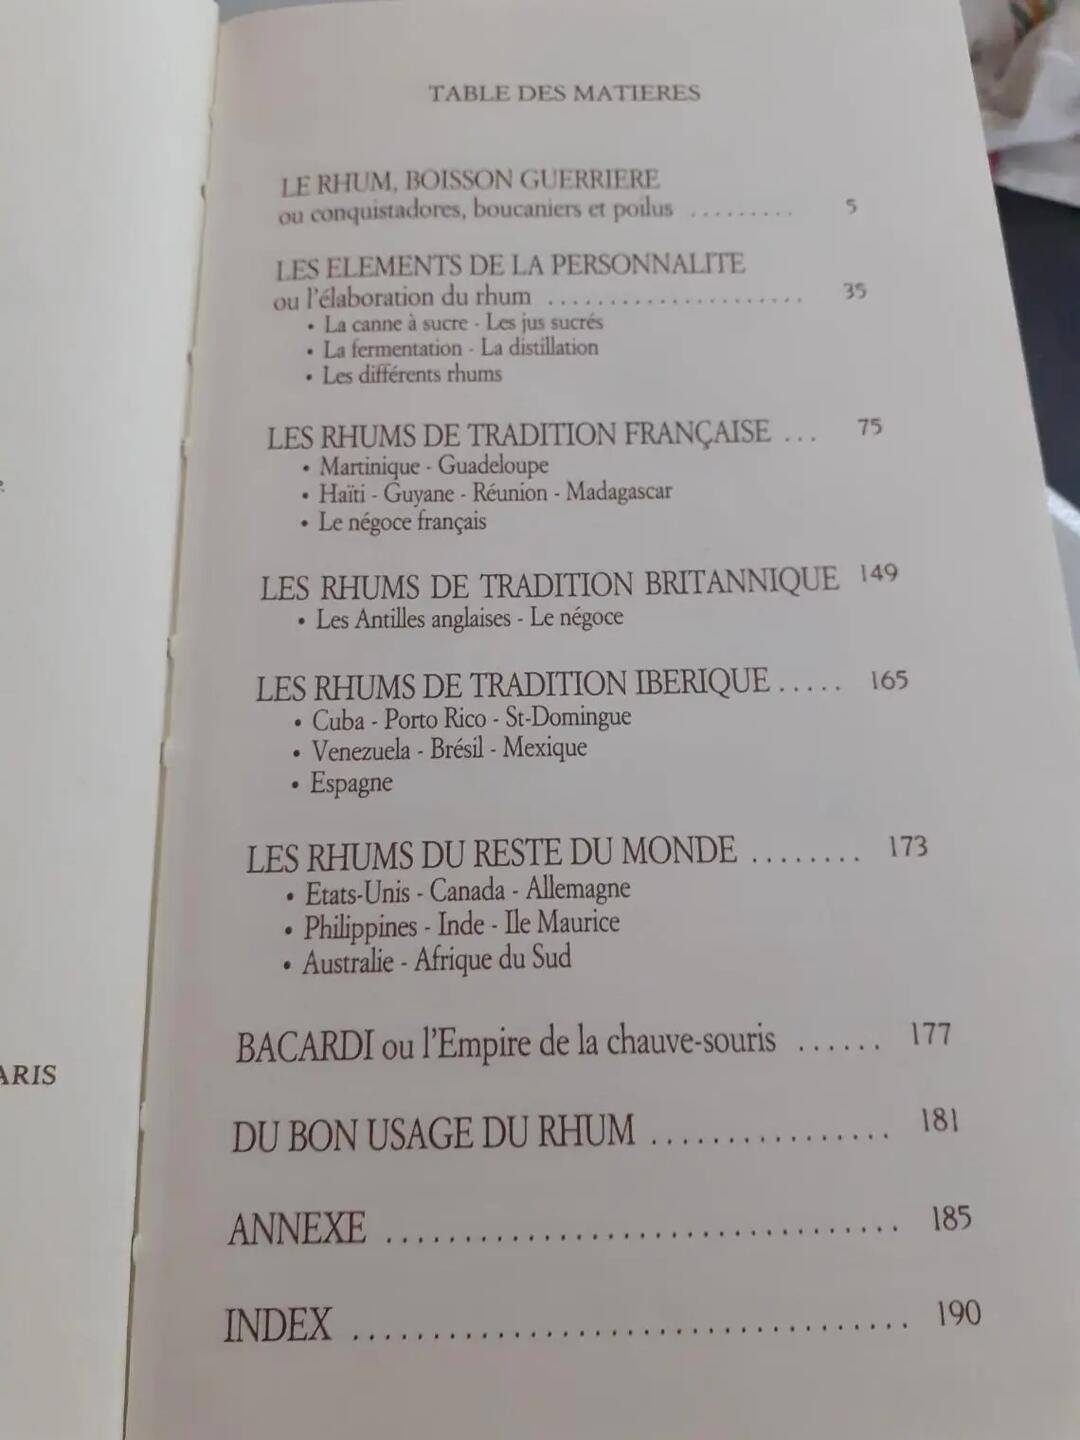 TABLE DES MATIERES
LE RHUM, BOISSON GUERRIERE
ou conquistadores, boucaniers et poilus ......... 5
LES ELEMENTS DE LA PERSONNALITE
ou l'élaboration du rhum ..................... 35
• La canne à sucre - Les jus sucrés
• La fermentation - La distillation
• Les différents rhums
LES RHUMS DE TRADITION FRANÇAISE ... 75
• Martinique - Guadeloupe
• Haïti - Guyane - Réunion - Madagascar
• Le négoce français
LES RHUMS DE TRADITION BRITANNIQUE 149
• Les Antilles anglaises - Le négoce
LES RHUMS DE TRADITION IBERIQUE ..... 165
• Cuba - Porto Rico - St-Domingue
• Venezuela - Brésil - Mexique
• Espagne
LES RHUMS DU RESTE DU MONDE ........ 173
• Etats-Unis - Canada - Allemagne
• Philippines - Inde - Ile Maurice
• Australie - Afrique du Sud
BACARDI ou l'Empire de la chauve-souris ...... 177
ARIS
DU BON USAGE DU RHUM ................ 181
ANNEXE .................................. 185
INDEX ..................................... 190